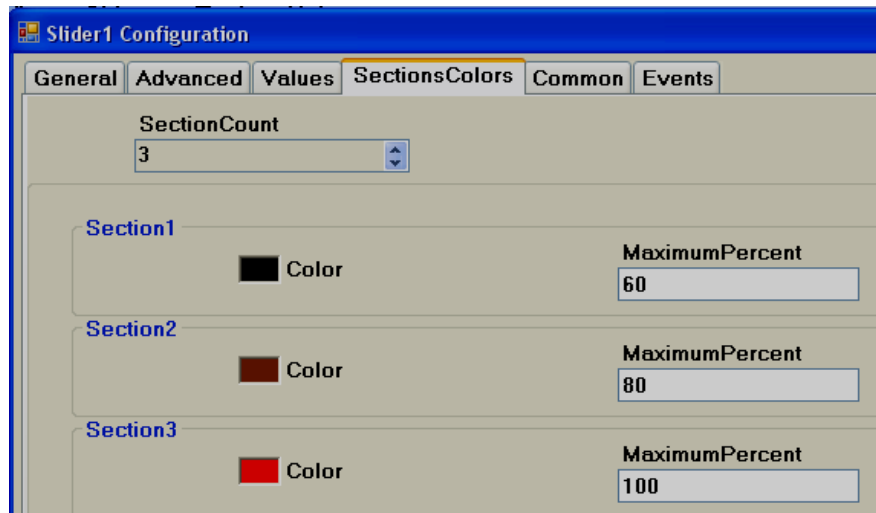 Slider1 Configuration
General Advanced Values SectionsColors Common Events
SectionCount
3
Section1
Color
MaximumPercent
60
Section2
Color
MaximumPercent
80
Section3
Color
MaximumPercent
100